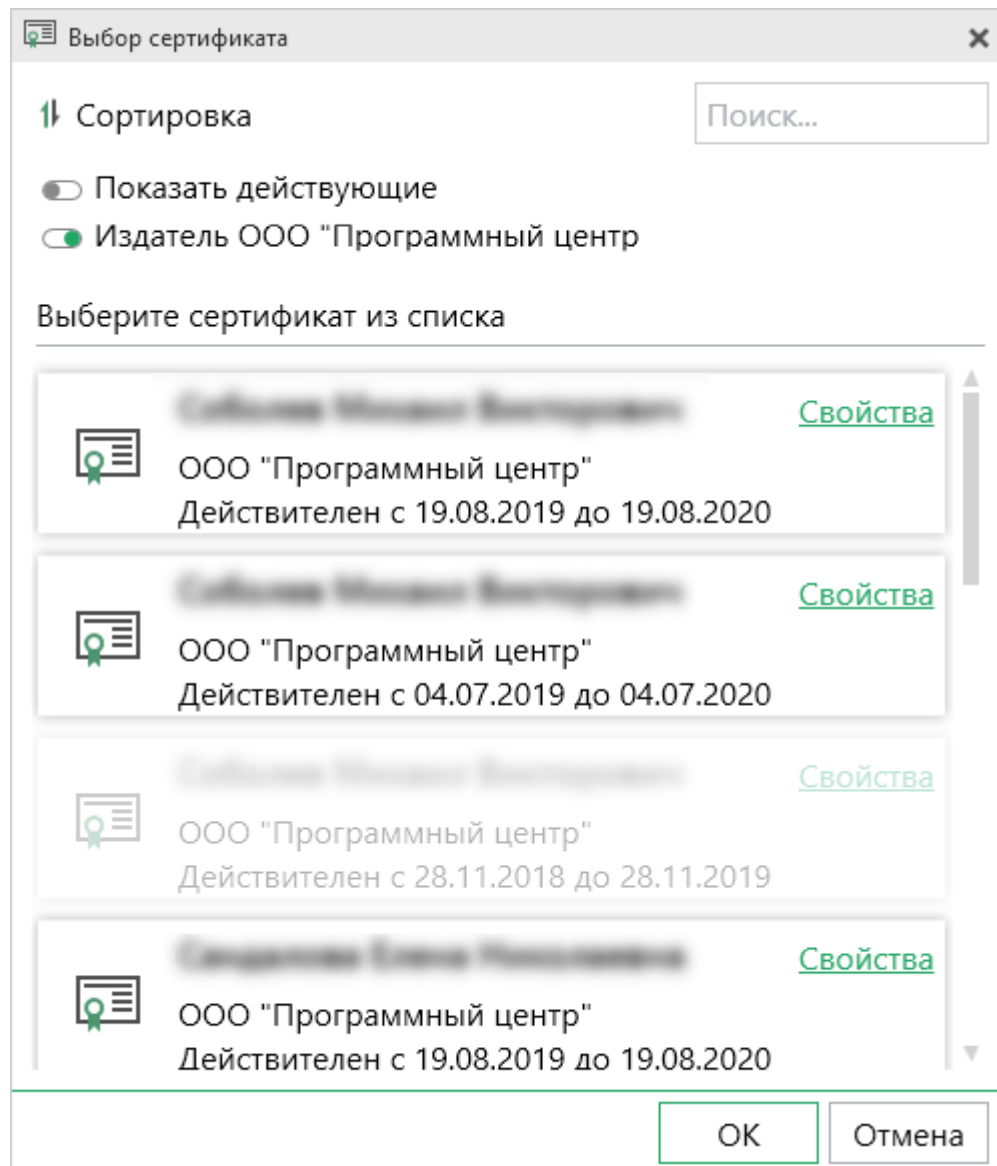 Выбор сертификата
Сортировка
Поиск...
Показать действующие
Издатель ООО "Программный центр
Выберите сертификат из списка
Свойства
ООО "Программный центр"
Действителен с 19.08.2019 до 19.08.2020
Свойства
ООО "Программный центр"
Действителен с 04.07.2019 до 04.07.2020
Свойства
ООО "Программный центр"
Действителен с 28.11.2018 до 28.11.2019
Свойства
ООО "Программный центр"
Действителен с 19.08.2019 до 19.08.2020
ОК
Отмена